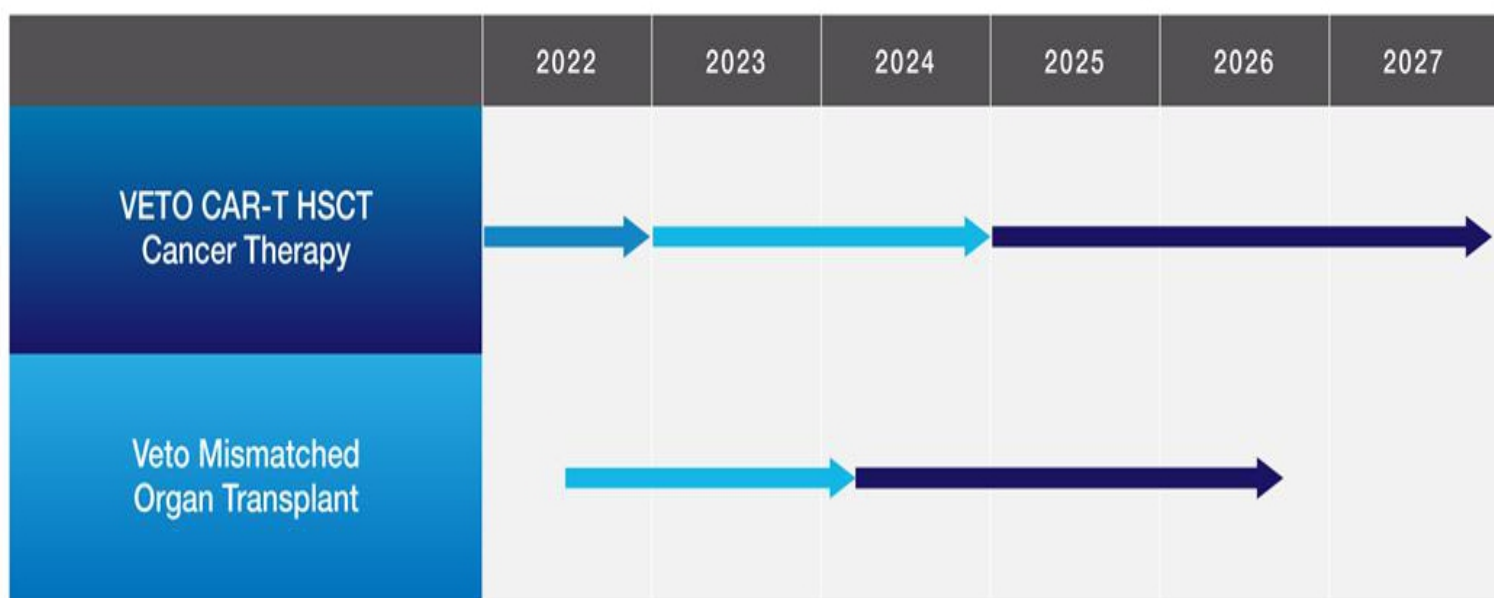 2022 2023 2024 2025 2026 2027
VETO CAR-T HSCT
Cancer Therapy
Veto Mismatched
Organ Transplant